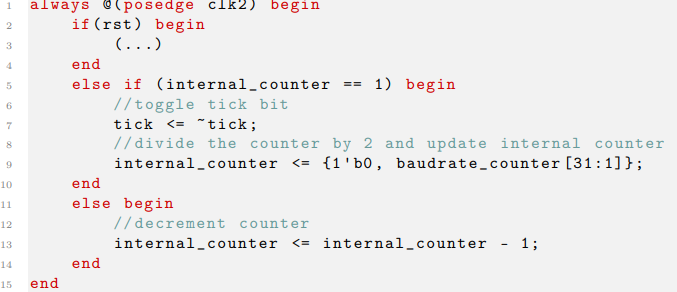 1 always @(posedge clk2) begin
2 if(rst) begin
3 (...)
4 end
5 else if (internal_counter == 1) begin
6 //toggle tick bit
7 tick <= ~tick;
8 //divide the counter by 2 and update internal counter
9 internal_counter <= {1'b0, baudrate_counter[31:1]};
10 end
11 else begin
12 //decrement counter
13 internal_counter <= internal_counter - 1;
14 end
15 end